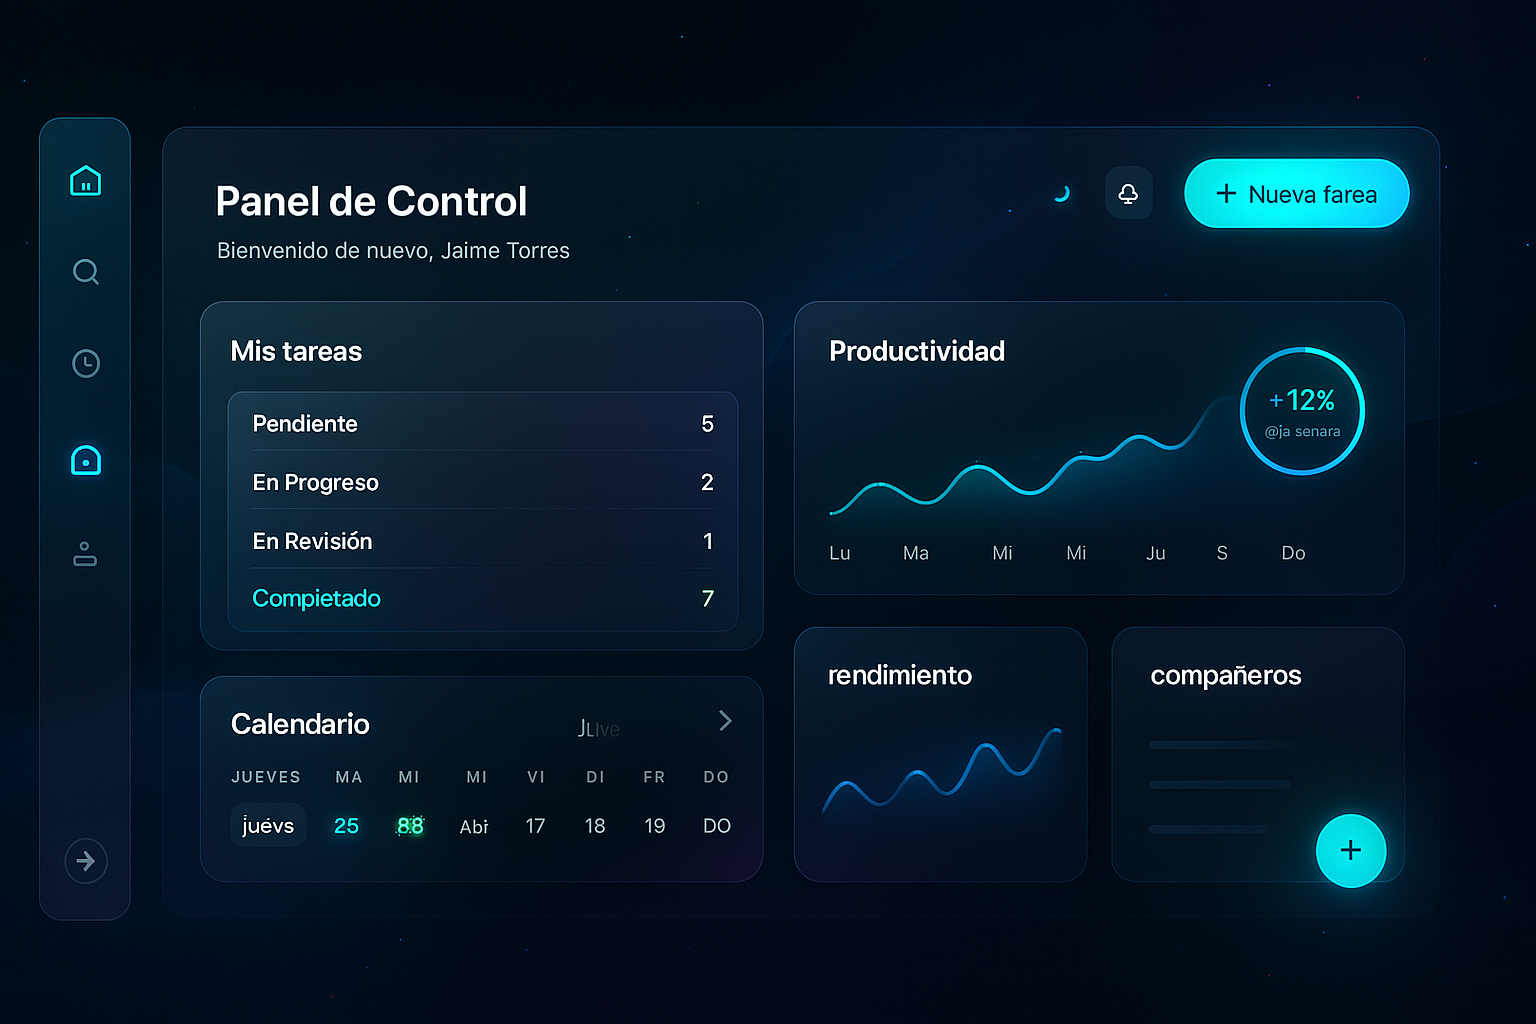 Panel de Control
Bienvenido de nuevo, Jaime Torres
+ Nueva farea
Mis tareas
Pendiente 5
En Progreso 2
En Revisión 1
Compietado 7
Productividad
+12%
@ja senara
Lu Ma Mi Mi Ju S Do
Calendario
JUEVES MA MI MI VI DI FR DO
juévs 25 88 Abi 17 18 19 DO
rendimiento
compañeros
+